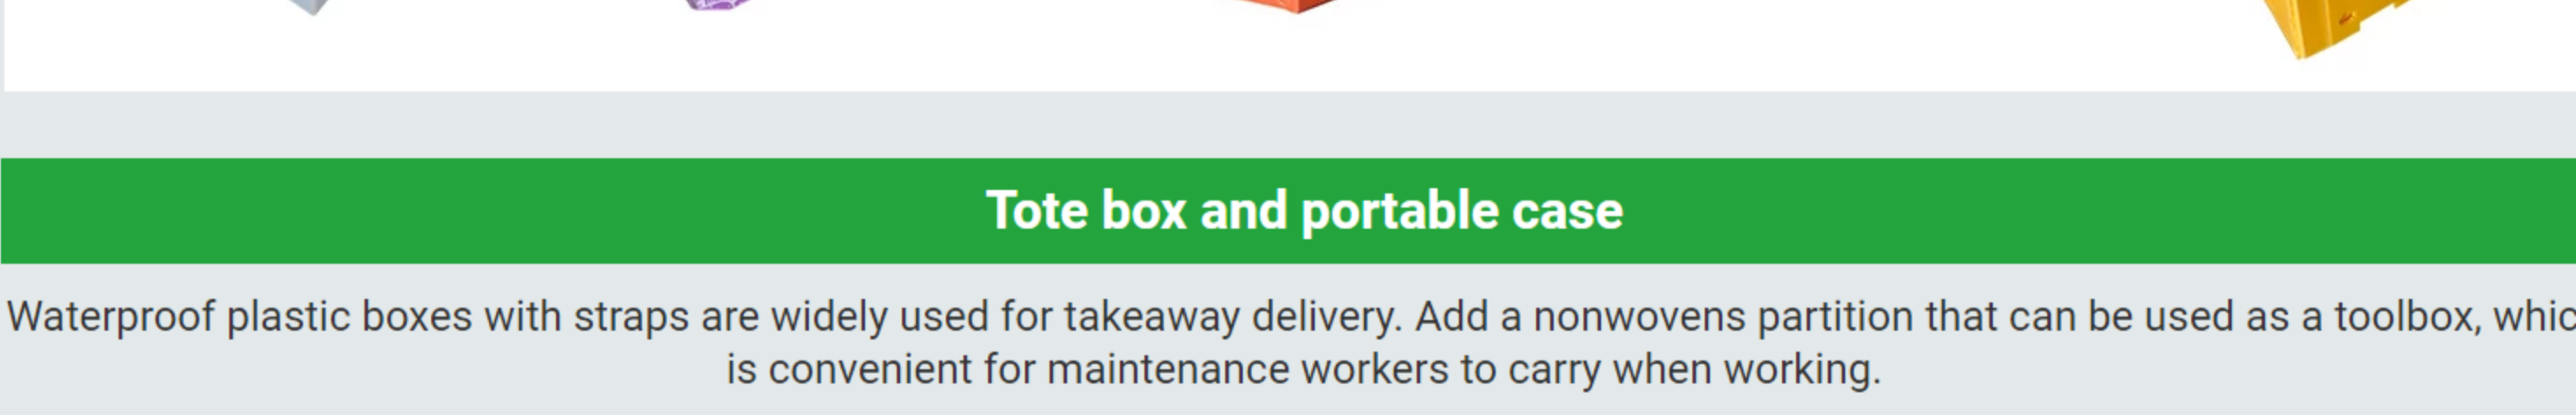 Tote box and portable case
Waterproof plastic boxes with straps are widely used for takeaway delivery. Add a nonwovens partition that can be used as a toolbox, whic
is convenient for maintenance workers to carry when working.